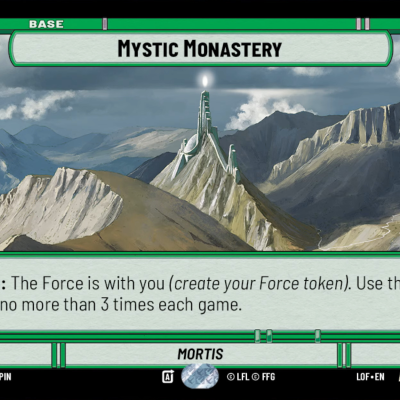 BASE
MYSTIC MONASTERY
: The Force is with you (create your Force token). Use th
no more than 3 times each game.
MORTIS
PIN
Ⓒ LFL Ⓒ FFG
LOF•EN